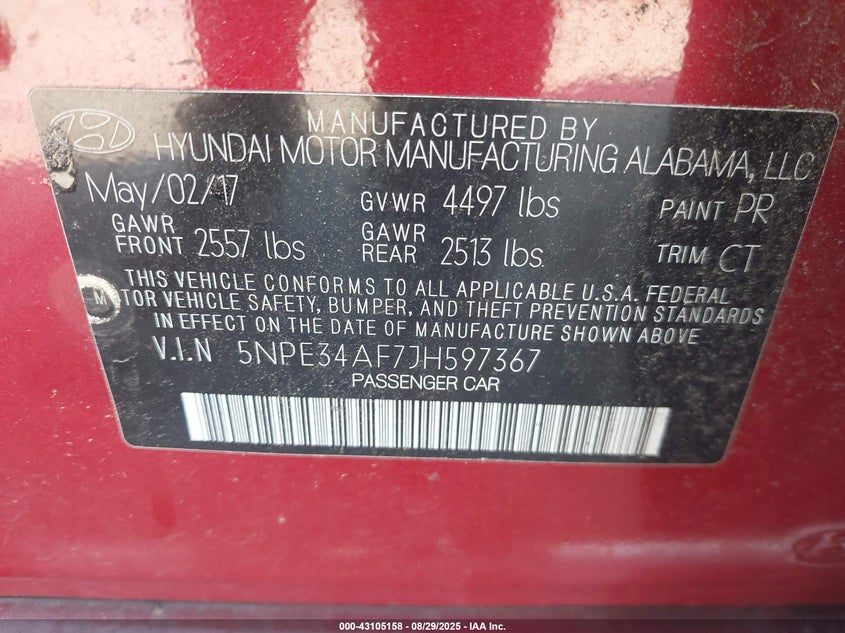 MANUFACTURED BY
HYUNDAI MOTOR MANUFACTURING ALABAMA, LLC
May/02/17 GVWR 4497 lbs PAINT PR
GAWR FRONT 2557 lbs GAWR REAR 2513 lbs TRIM CT
THIS VEHICLE CONFORMS TO ALL APPLICABLE U.S.A. FEDERAL
M TOR VEHICLE SAFETY, BUMPER, AND THEFT PREVENTION STANDARDS
IN EFFECT ON THE DATE OF MANUFACTURE SHOWN ABOVE
V.I.N 5NPE34AF7JH597367
PASSENGER CAR
000-43105158 - 08/29/2025 - IAA Inc.